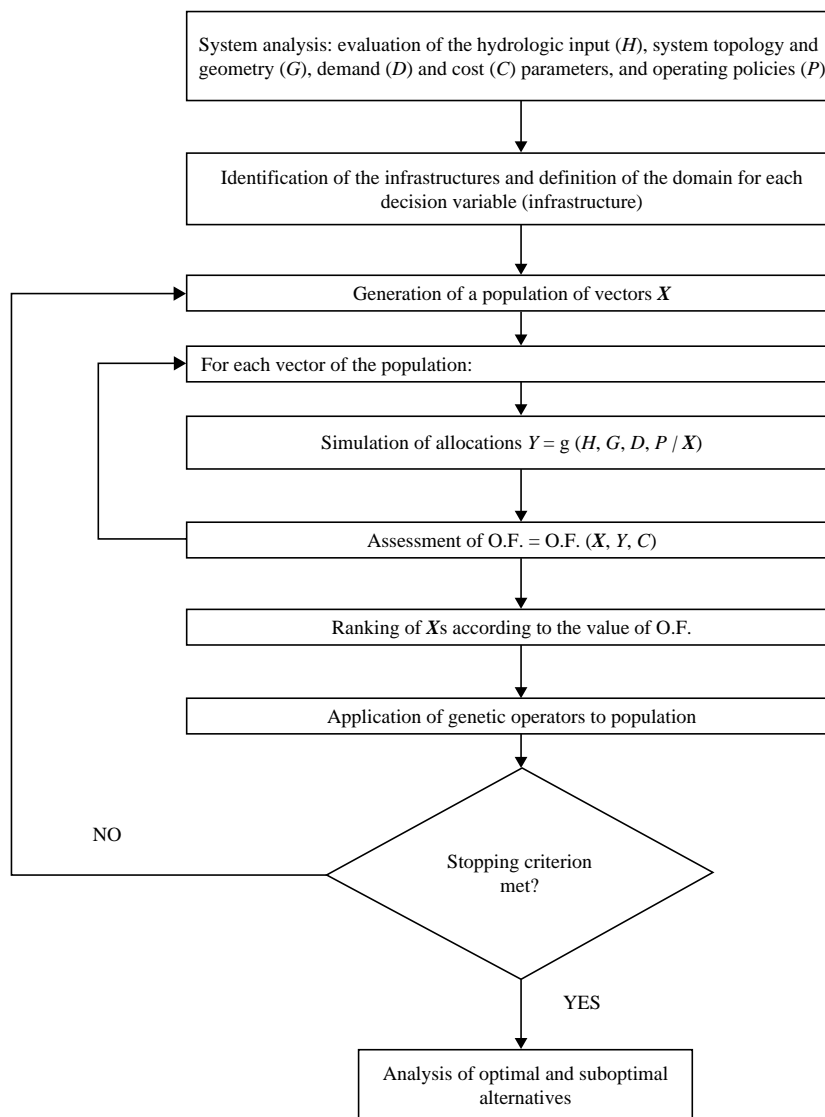 System analysis: evaluation of the hydrologic input (H), system topology and
geometry (G), demand (D) and cost (C) parameters, and operating policies (P)
Identification of the infrastructures and definition of the domain for each
decision variable (infrastructure)
Generation of a population of vectors X
For each vector of the population:
Simulation of allocations Y = g (H, G, D, P / X)
Assessment of O.F. = O.F. (X, Y, C)
Ranking of Xs according to the value of O.F.
Application of genetic operators to population
NO
Stopping criterion
met?
YES
Analysis of optimal and suboptimal
alternatives